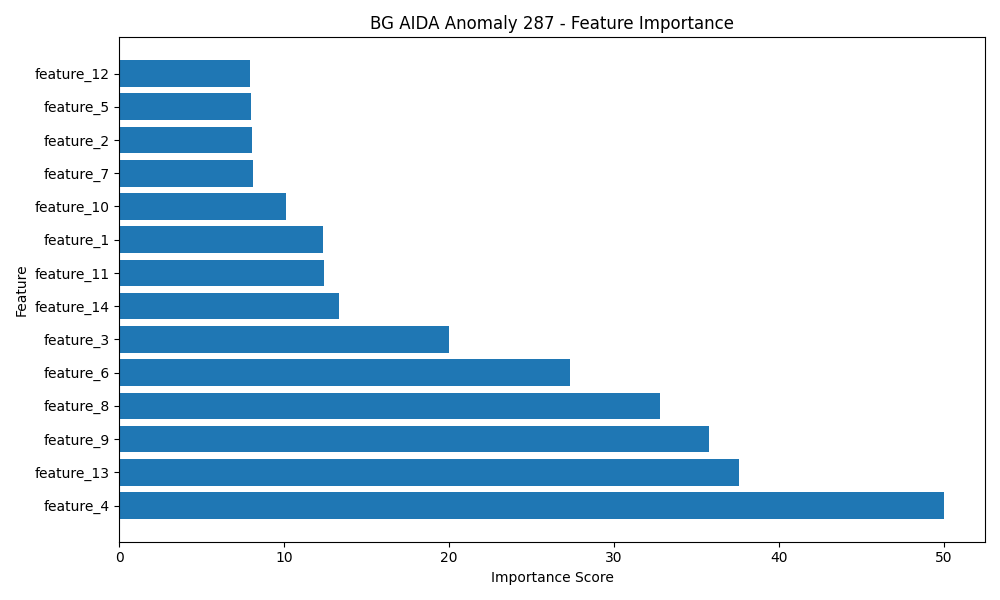 BG AIDA Anomaly 287 - Feature Importance
feature_12
feature_5
feature_2
feature_7
feature_10
feature_1
feature_11
feature_14
feature_3
feature_6
feature_8
feature_9
feature_13
feature_4
Feature
0 10 20 30 40 50
Importance Score